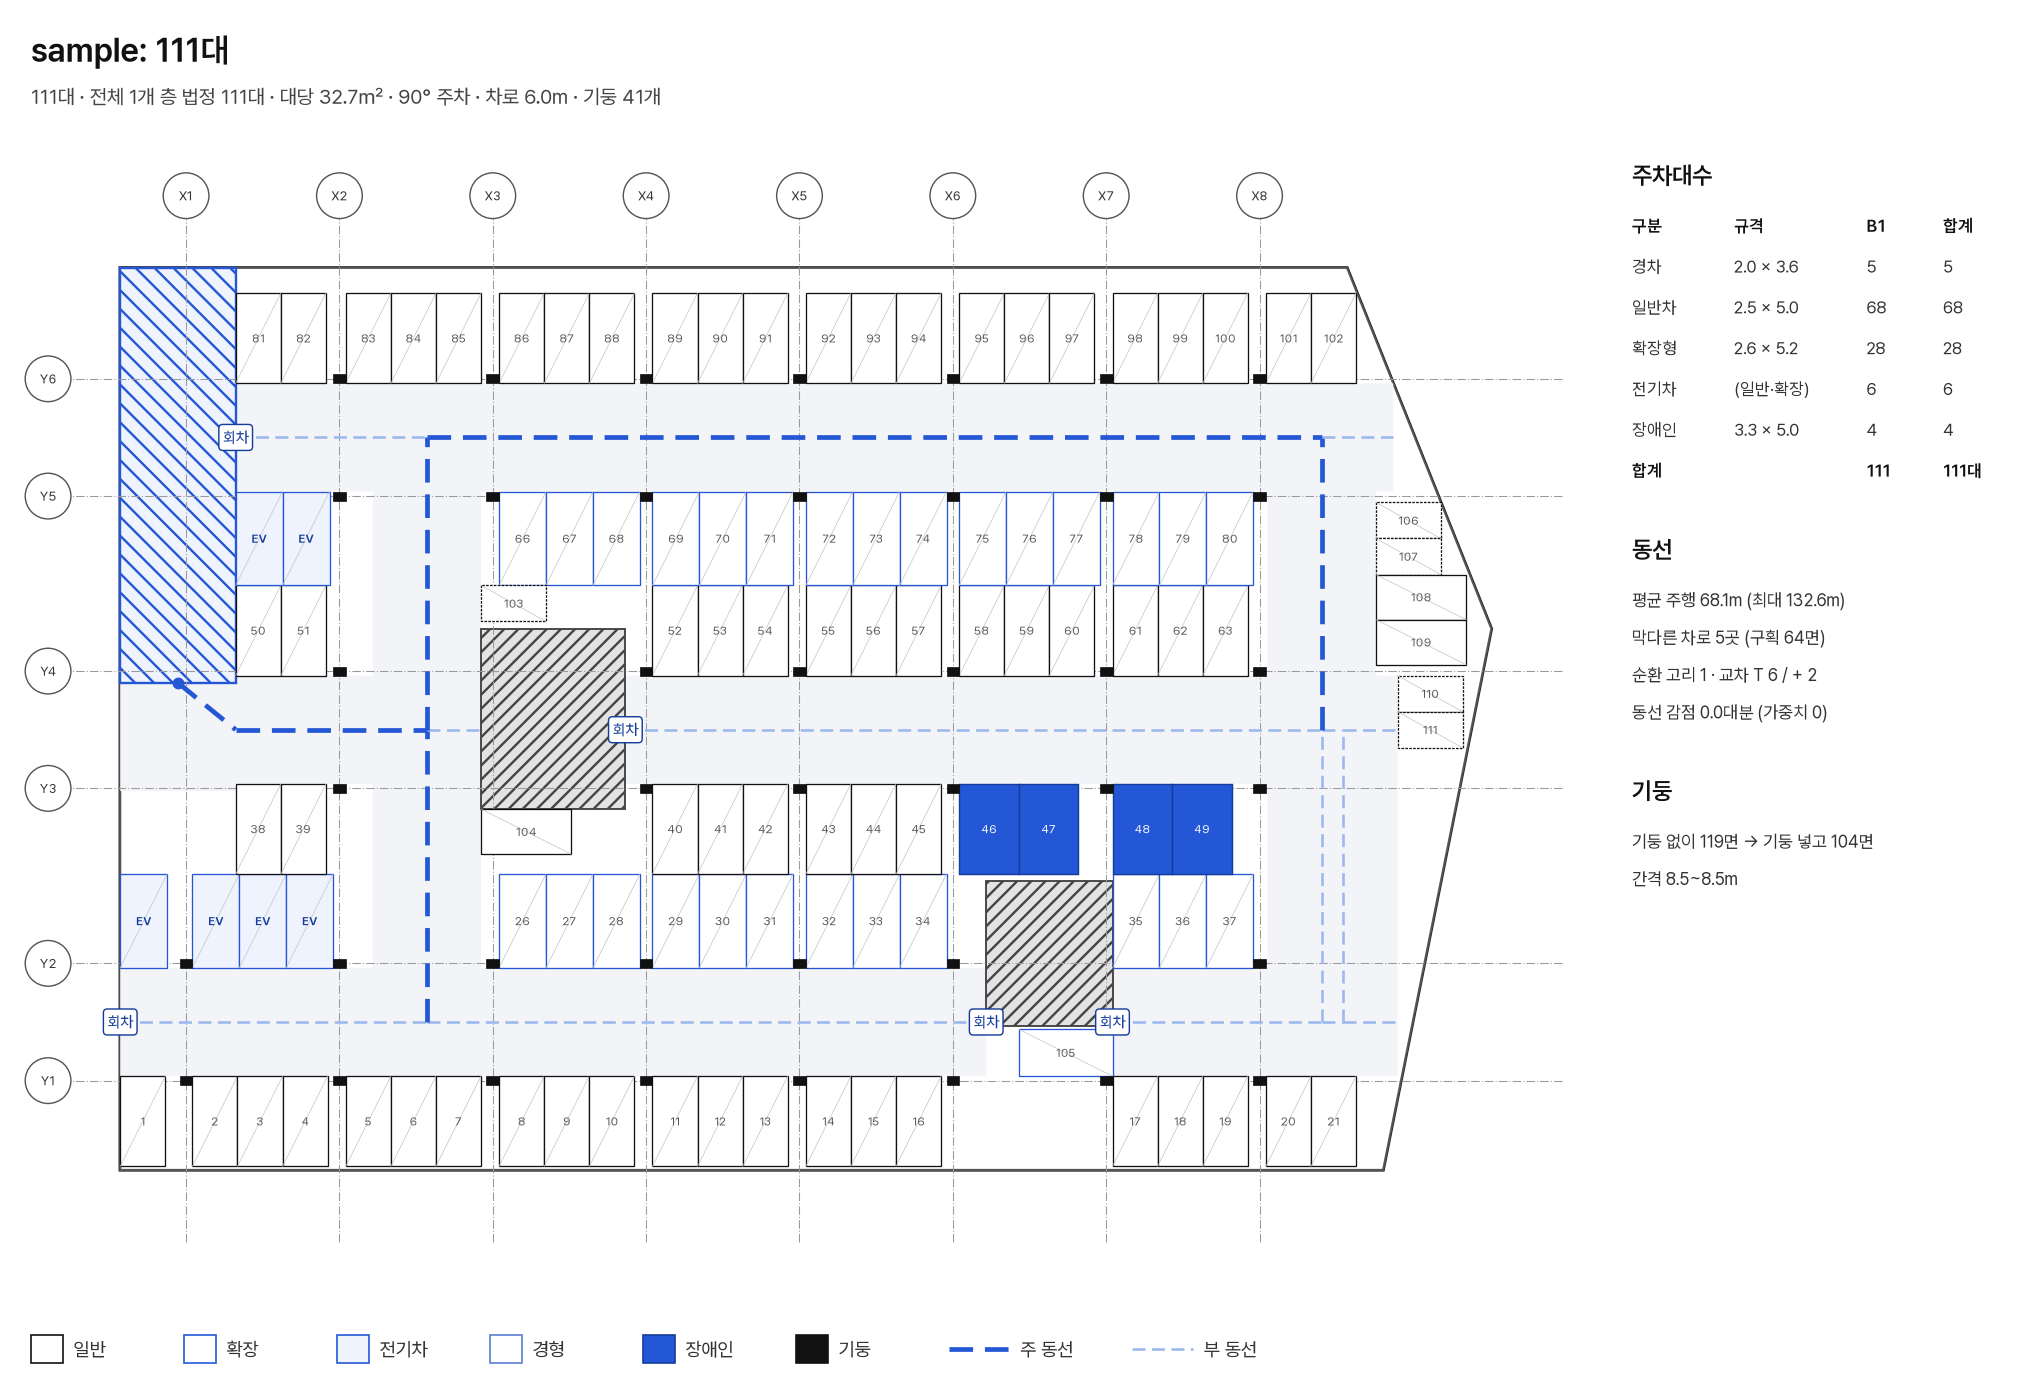 sample: 111대
111대 · 전체 1개 층 법정 111대 · 대당 32.7m² · 90° 주차 · 차로 6.0m · 기둥 41개
X1 X2 X3 X4 X5 X6 X7 X8
81 82 83 84 85 86 87 88 89 90 91 92 93 94 95 96 97 98 99 100 101 102
Y6
회차
Y5
106
EV EV 66 67 68 69 70 71 72 73 74 75 76 77 78 79 80
107
108
103
50 51 52 53 54 55 56 57 58 59 60 61 62 63
109
Y4
110
회차
111
Y3
38 39 104 40 41 42 43 44 45 46 47 48 49
EV EV EV EV 26 27 28 29 30 31 32 33 34 35 36 37
Y2
회차 회차 회차
105
Y1
1 2 3 4 5 6 7 8 9 10 11 12 13 14 15 16 17 18 19 20 21
주차대수
구분 규격 B1 합계
경차 2.0 × 3.6 5 5
일반차 2.5 × 5.0 68 68
확장형 2.6 × 5.2 28 28
전기차 (일반·확장) 6 6
장애인 3.3 × 5.0 4 4
합계 111 111대
동선
평균 주행 68.1m (최대 132.6m)
막다른 차로 5곳 (구획 64면)
순환 고리 1 · 교차 T 6 / + 2
동선 감점 0.0대분 (가중치 0)
기둥
기둥 없이 119면 → 기둥 넣고 104면
간격 8.5~8.5m
일반 확장 전기차 경형 장애인 기둥 주 동선 부 동선